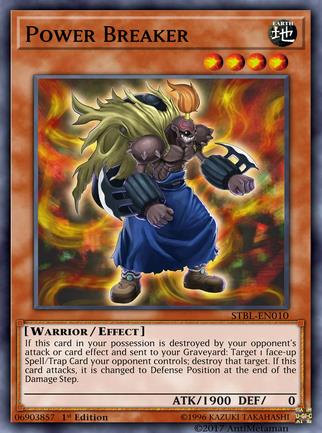 POWER BREAKER
EARTH
地
STBL-EN010
[WARRIOR / EFFECT]
If this card in your possession is destroyed by your opponent's
attack or card effect and sent to your Graveyard: Target 1 face-up
Spell/Trap Card your opponent controls; destroy that target. If this
card attacks, it is changed to Defense Position at the end of the
Damage Step.
ATK/1900 DEF/ 0
06903857 1st Edition ©1996 KAZUKI TAKAHASHI
©2017 AntiMetaman